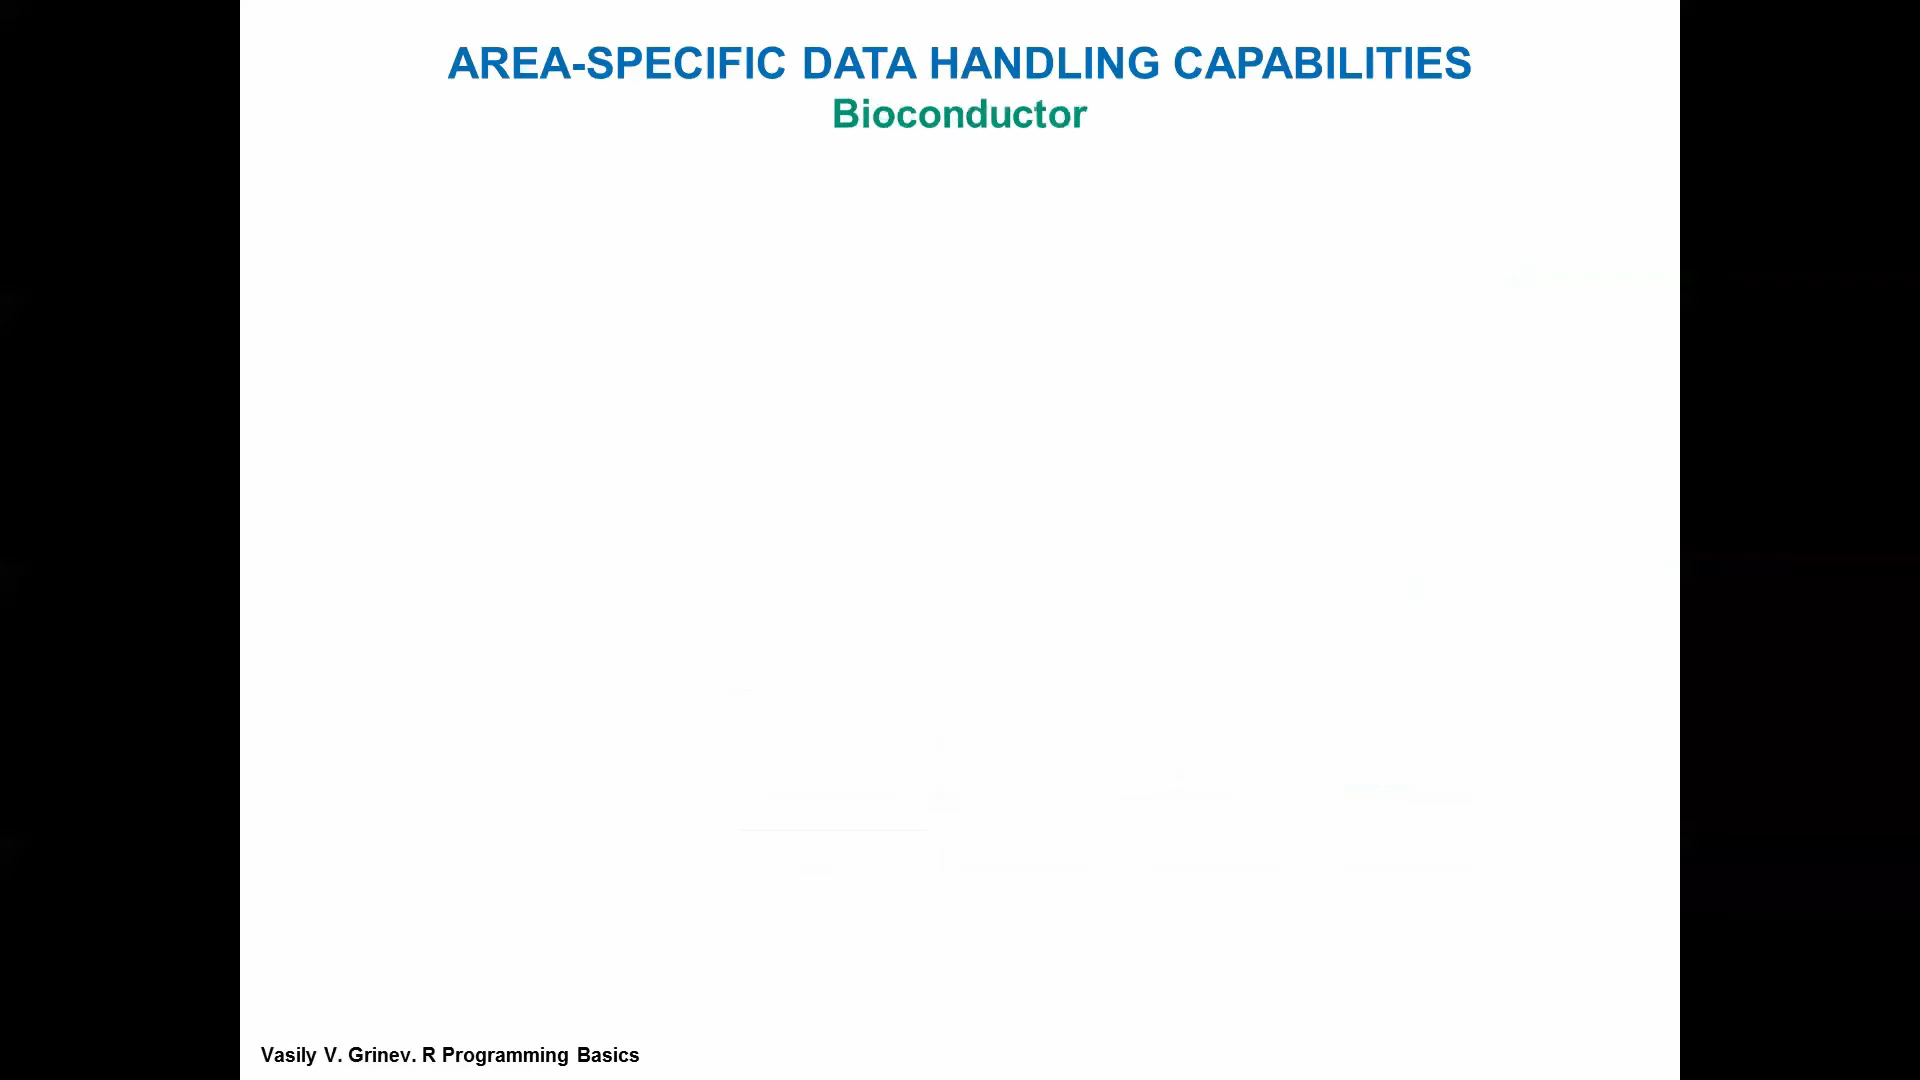 AREA-SPECIFIC DATA HANDLING CAPABILITIES
Bioconductor
Vasily V. Grinev. R Programming Basics